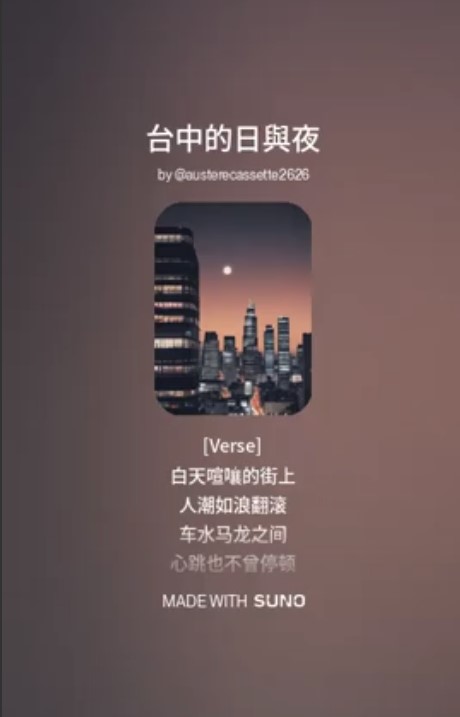 台中的日與夜
by @austerecassette2626
[Verse]
白天喧嚷的街上
人潮如浪翻滚
车水马龙之间
心跳也不曾停顿
MADE WITH SUNO